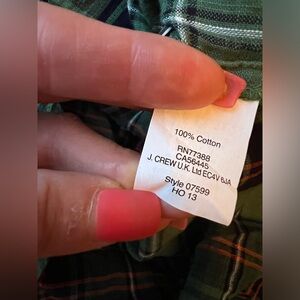 100% Cotton
RN77388
CA56445
J. CREW U.K. Ltd EC4V 6JA
Style 07599
HO 13